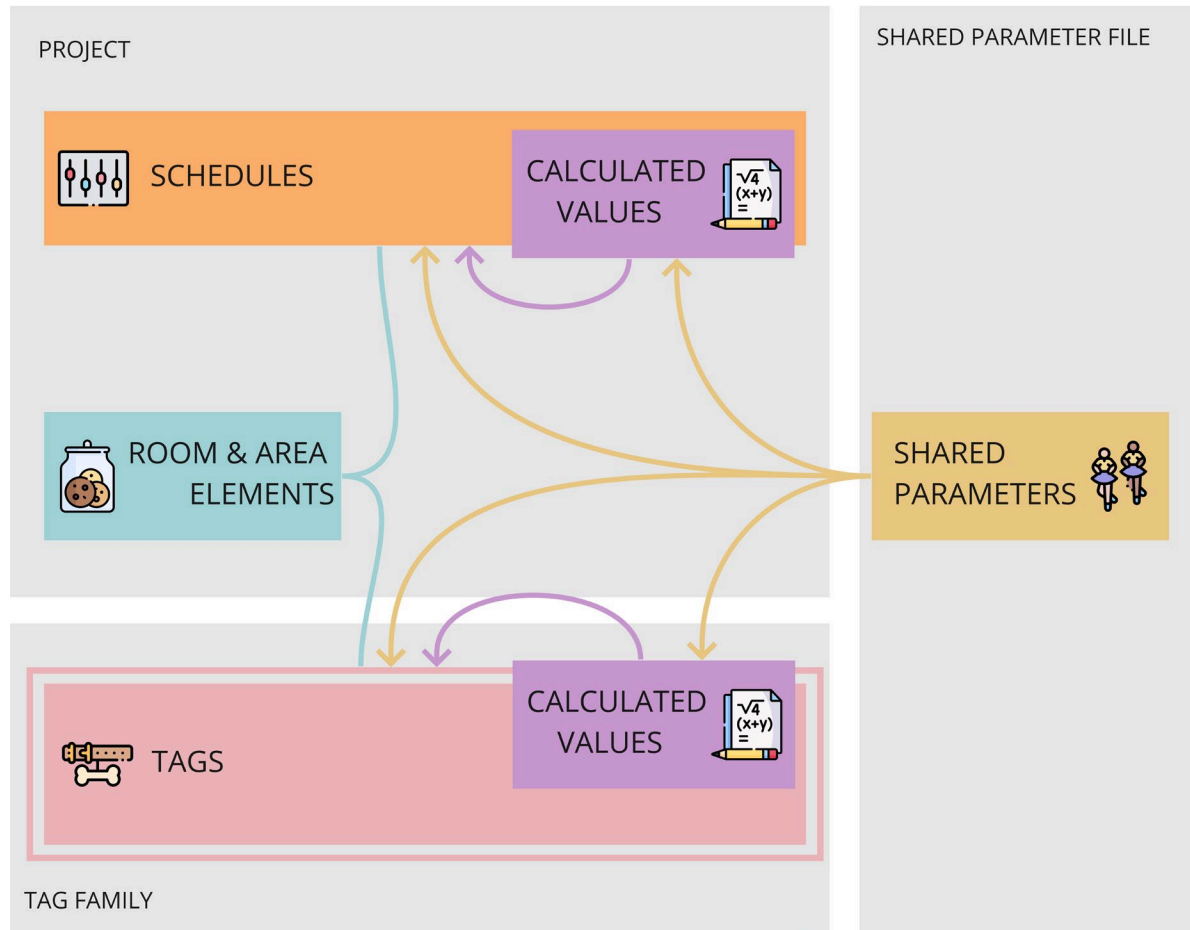 PROJECT
SHARED PARAMETER FILE
SCHEDULES
CALCULATED
VALUES
√4
(x+y)
=
ROOM & AREA
ELEMENTS
SHARED
PARAMETERS
CALCULATED
VALUES
√4
(x+y)
=
TAGS
TAG FAMILY